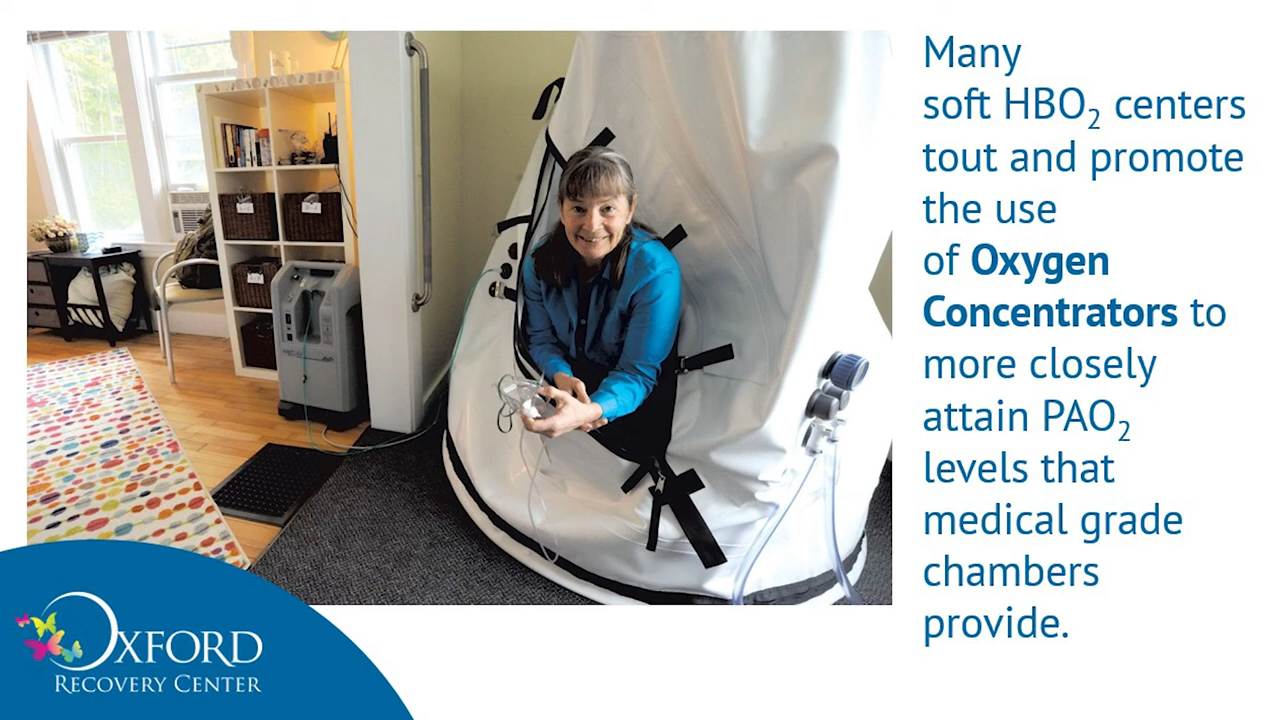 Many
soft HBO₂ centers
tout and promote
the use
of Oxygen
Concentrators to
more closely
attain PAO₂
levels that
medical grade
chambers
provide.
OXFORD
RECOVERY CENTER